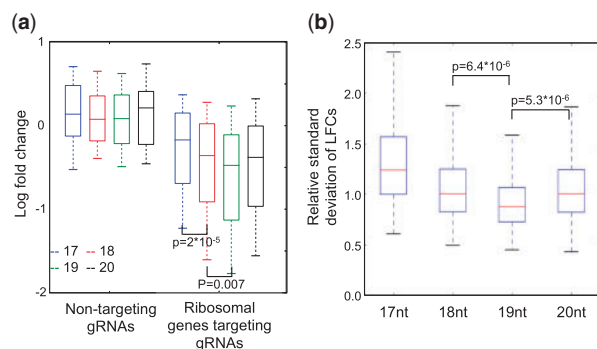 (a)
Log fold change
1
0
-1
-2
17 18
19 20
p=2*10-5
P=0.007
Non-targeting
gRNAs
Ribosomal
genes targeting
gRNAs
(b)
Relative standard
deviation of LFCs
2.5
2.0
1.5
1.0
0.5
0.0
p=6.4*10-6
p=5.3*10-6
17nt 18nt 19nt 20nt